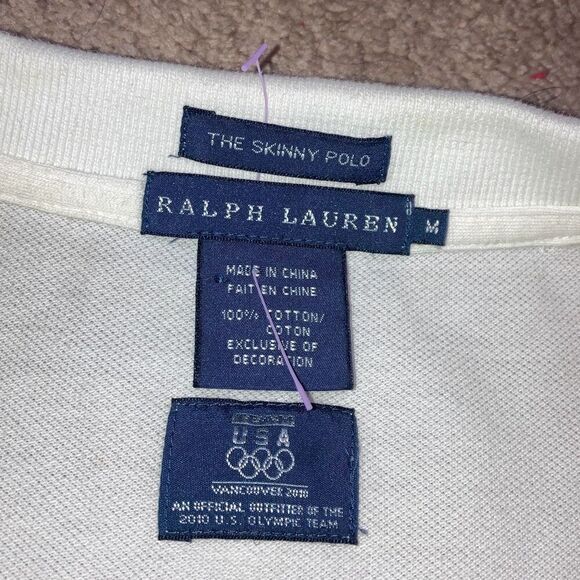 THE SKINNY POLO
RALPH LAUREN M
MADE IN CHINA
FAIT EN CHINE
100% COTTON/
COTON
EXCLUSIVE OF
DECORATION
USA
VANCOUVER 2010
AN OFFICIAL OUTFITTER OF THE
2010 U.S. OLYMPIC TEAM